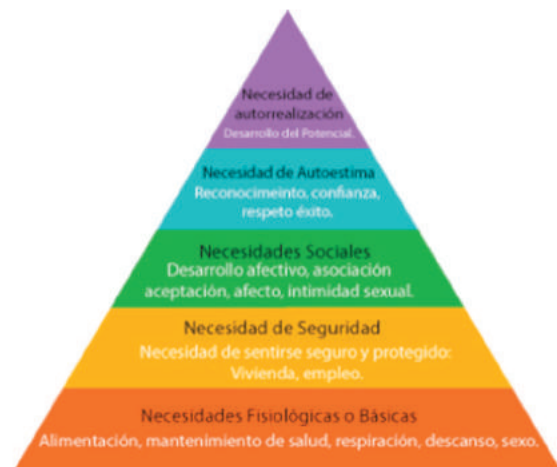 Necesidad de
autorrealización
Desarrollo del Potencial.
Necesidad de Autoestima
Reconocimeinto, confianza,
respeto éxito.
Necesidades Sociales
Desarrollo afectivo, asociación
aceptación, afecto, intimidad sexual.
Necesidad de Seguridad
Necesidad de sentirse seguro y protegido:
Vivienda, empleo.
Necesidades Fisiológicas o Básicas
Alimentación, mantenimiento de salud, respiración, descanso, sexo.